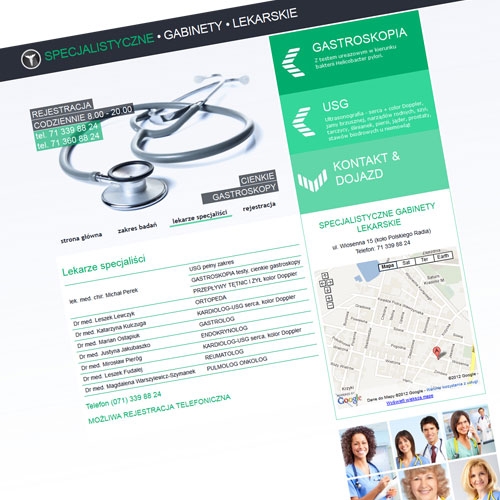 SPECJALISTYCZNE • GABINETY • LEKARSKIE
REJESTRACJA
CODZIENNIE 8.00 - 20.00
tel. 71 339 88 24
tel. 71 360 88 24
CIENKIE
GASTROSKOPY
strona główna
zakres badań
lekarze specjaliści
rejestracja
Lekarze specjaliści
lek. med. chir. Michał Perek
USG pełny zakres
GASTROSKOPIA testy, cienkie gastroskopy
PRZEPŁYWY TĘTNIC I ŻYŁ kolor Doppler
Dr med. Leszek Lewczyk ORTOPEDA
Dr med. Katarzyna Kulczuga KARDIOLOG-USG serca, kolor Doppler
Dr med. Marian Ostapiuk GASTROLOG
Dr med. Justyna Jakubaszko ENDOKRYNOLOG
Dr med. Mirosław Pieróg KARDIOLOG-USG serca, kolor Doppler
Dr med. Leszek Fudalej REUMATOLOG
Dr med. Magdalena Warszylewicz-Szymanek PULMOLOG ONKOLOG
Telefon (071) 339 88 24
MOŻLIWA REJESTRACJA TELEFONICZNA
GASTROSKOPIA
Z testem ureazowym w kierunku
bakterii Helicobacter pylori.
USG
Ultrasonografia - serca + color Doppler,
jamy brzusznej, narządów rodnych, szyi,
tarczycy, ślinianek, piersi, jąder, prostaty,
stawów biodrowych u niemowląt
KONTAKT &
DOJAZD
SPECJALISTYCZNE GABINETY
LEKARSKIE
ul. Wiosenna 15 (koło Polskiego Radia)
Telefon: 71 339 88 24
Mapa Sat Ter Earth
Krzyki
Google
©2012 Google -
Dane do Mapy ©2012 Google - Warunki korzystania z usługi
Wyświetl większą mapę